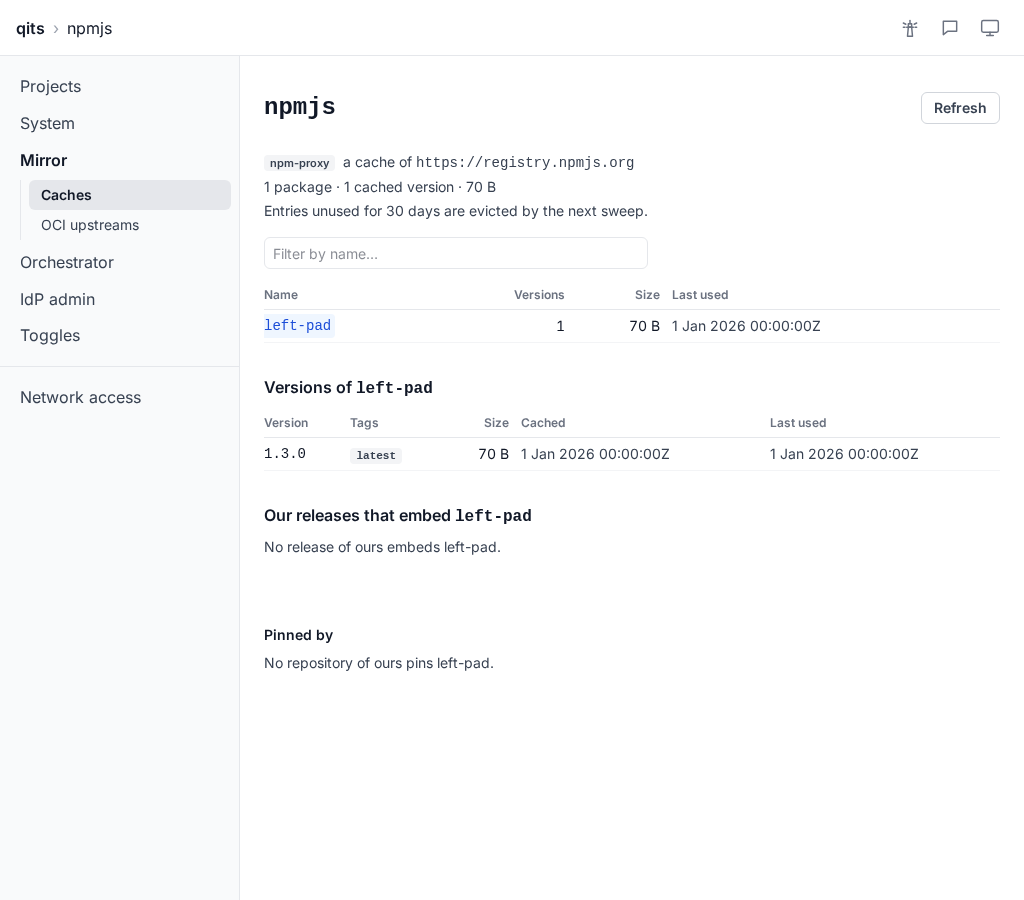 qits › npmjs
Projects
System
Mirror
Caches
OCI upstreams
Orchestrator
IdP admin
Toggles
Network access
npmjs
Refresh
npm-proxy a cache of https://registry.npmjs.org
1 package · 1 cached version · 70 B
Entries unused for 30 days are evicted by the next sweep.
Filter by name...
Name Versions Size Last used
left-pad 1 70 B 1 Jan 2026 00:00:00Z
Versions of left-pad
Version Tags Size Cached Last used
1.3.0 latest 70 B 1 Jan 2026 00:00:00Z 1 Jan 2026 00:00:00Z
Our releases that embed left-pad
No release of ours embeds left-pad.
Pinned by
No repository of ours pins left-pad.